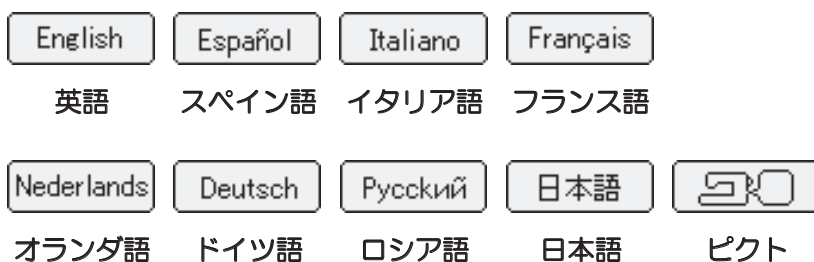 English Español Italiano Français
英語 スペイン語 イタリア語 フランス語
Nederlands Deutsch Русский 日本語
オランダ語 ドイツ語 ロシア語 日本語 ピクト